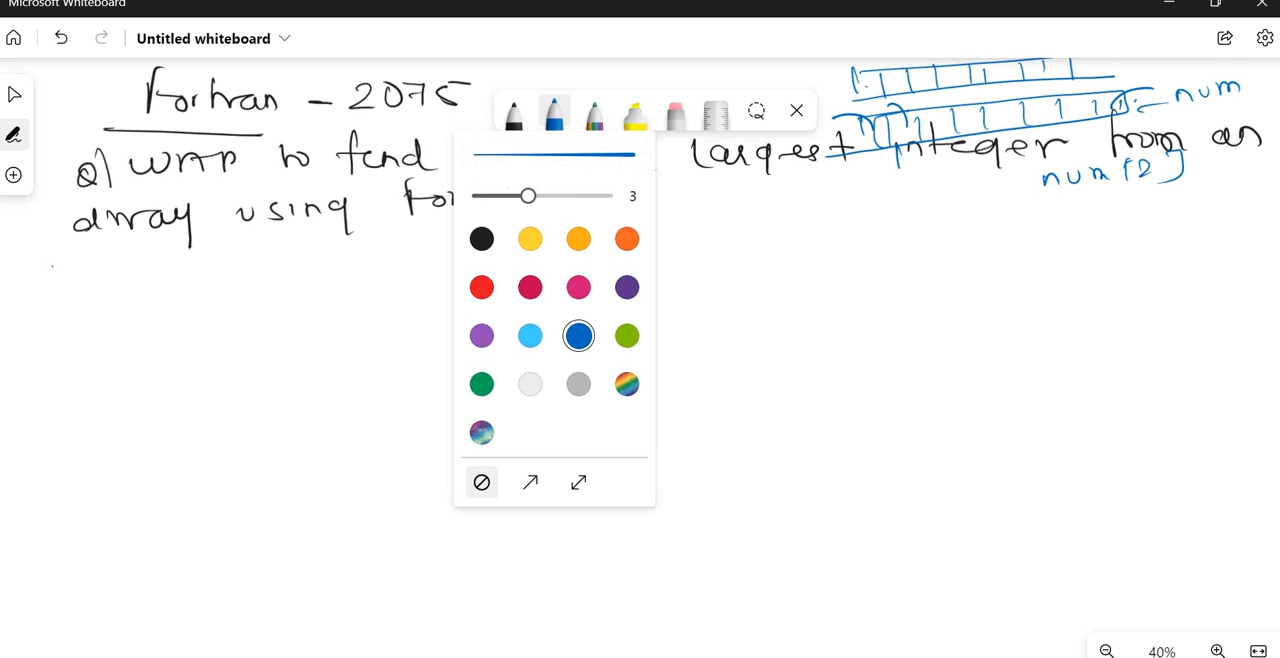 Microsoft Whiteboard
Untitled whiteboard
Fortran - 2075
num
Q) WAP to find largest integer from an
num[2]
array using for
3
40%